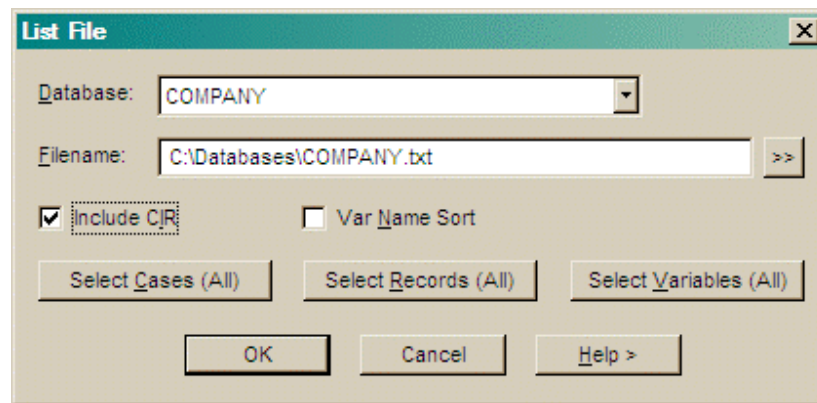 List File
Database: COMPANY
Filename: C:\Databases\COMPANY.txt >>
Include CIR Var Name Sort
Select Cases (All) Select Records (All) Select Variables (All)
OK Cancel Help >